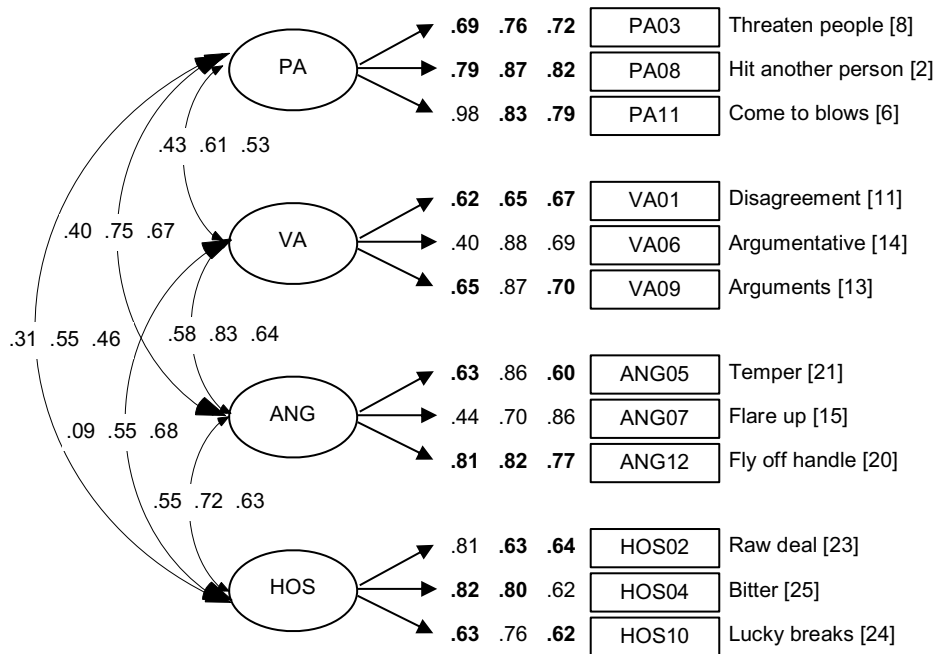 .69 .76 .72 PA03 Threaten people [8]
PA .79 .87 .82 PA08 Hit another person [2]
.98 .83 .79 PA11 Come to blows [6]
.43 .61 .53
.62 .65 .67 VA01 Disagreement [11]
.40 .75 .67 VA .40 .88 .69 VA06 Argumentative [14]
.65 .87 .70 VA09 Arguments [13]
.31 .55 .46 .58 .83 .64
.63 .86 .60 ANG05 Temper [21]
ANG .44 .70 .86 ANG07 Flare up [15]
.09 .55 .68
.81 .82 .77 ANG12 Fly off handle [20]
.55 .72 .63
.81 .63 .64 HOS02 Raw deal [23]
HOS .82 .80 .62 HOS04 Bitter [25]
.63 .76 .62 HOS10 Lucky breaks [24]